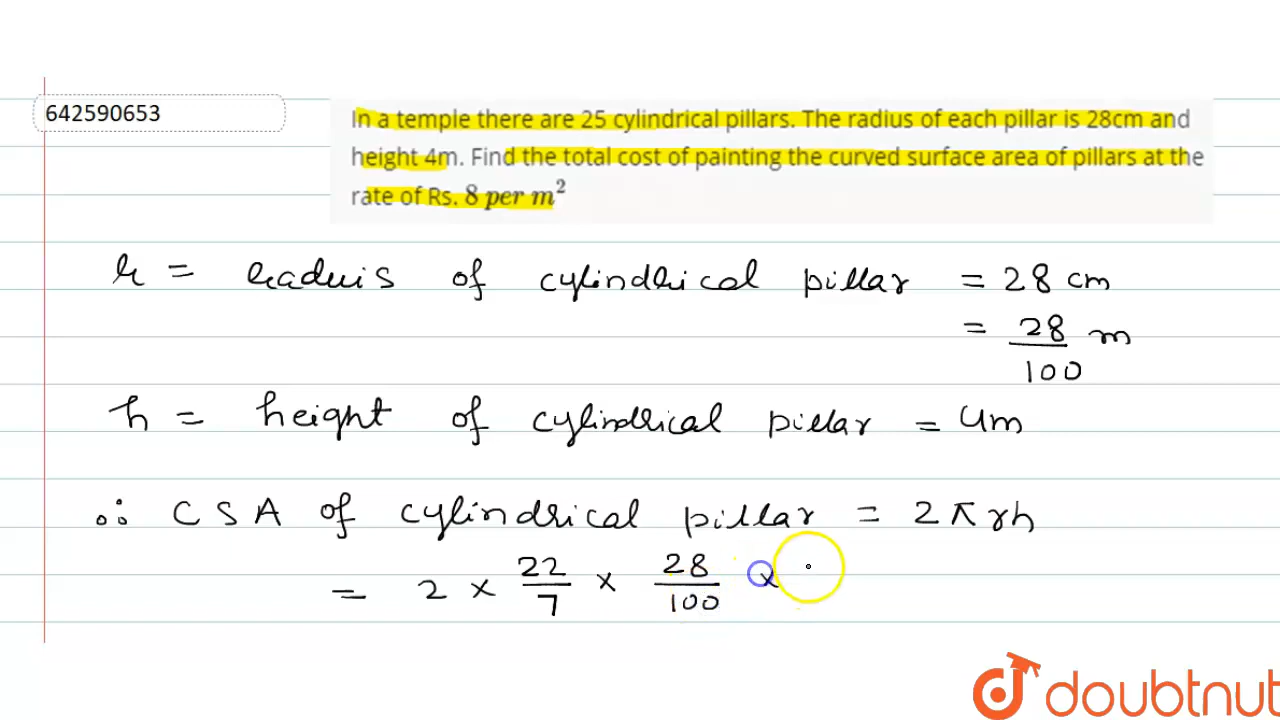 642590653
In a temple there are 25 cylindrical pillars. The radius of each pillar is 28cm and
height 4m. Find the total cost of painting the curved surface area of pillars at the
rate of Rs. 8 per m²
r = radius of cylindrical pillar = 28 cm
= 28/100 m
h = height of cylindrical pillar = 4m
∴ CSA of cylindrical pillar = 2πrh
= 2 × 22/7 × 28/100 ×
doubtnut